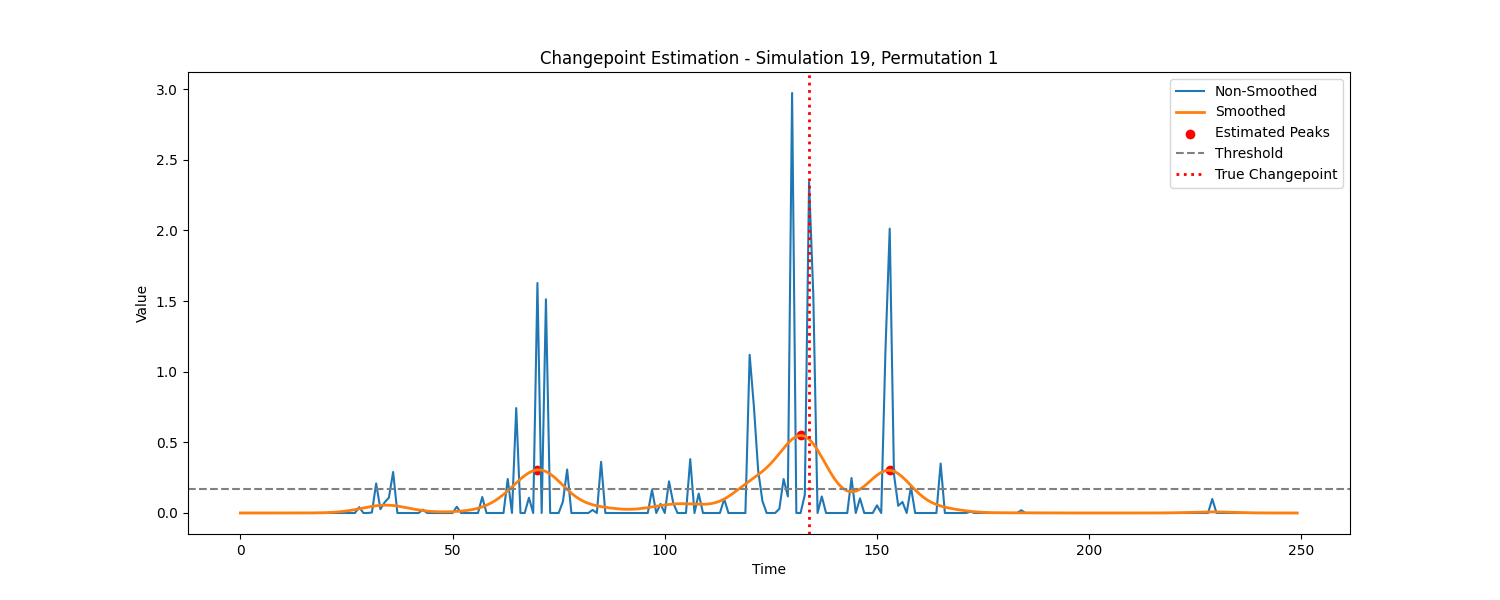 Changepoint Estimation - Simulation 19, Permutation 1
Non-Smoothed
Smoothed
Estimated Peaks
Threshold
True Changepoint
Value
3.0
2.5
2.0
1.5
1.0
0.5
0.0
0 50 100 150 200 250
Time